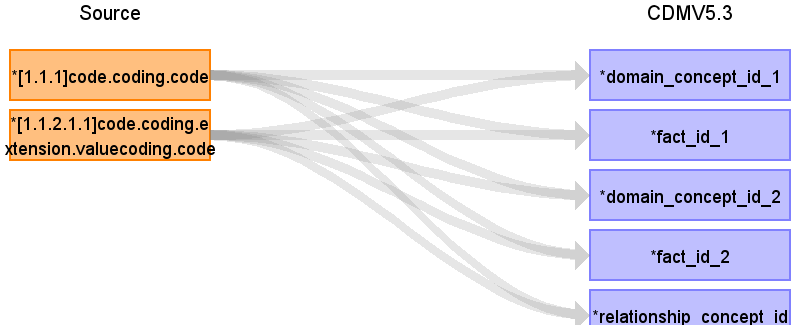 Source
CDMV5.3
*[1.1.1]code.coding.code
*[1.1.2.1.1]code.coding.e
xtension.valuecoding.code
*domain_concept_id_1
*fact_id_1
*domain_concept_id_2
*fact_id_2
*relationship_concept_id